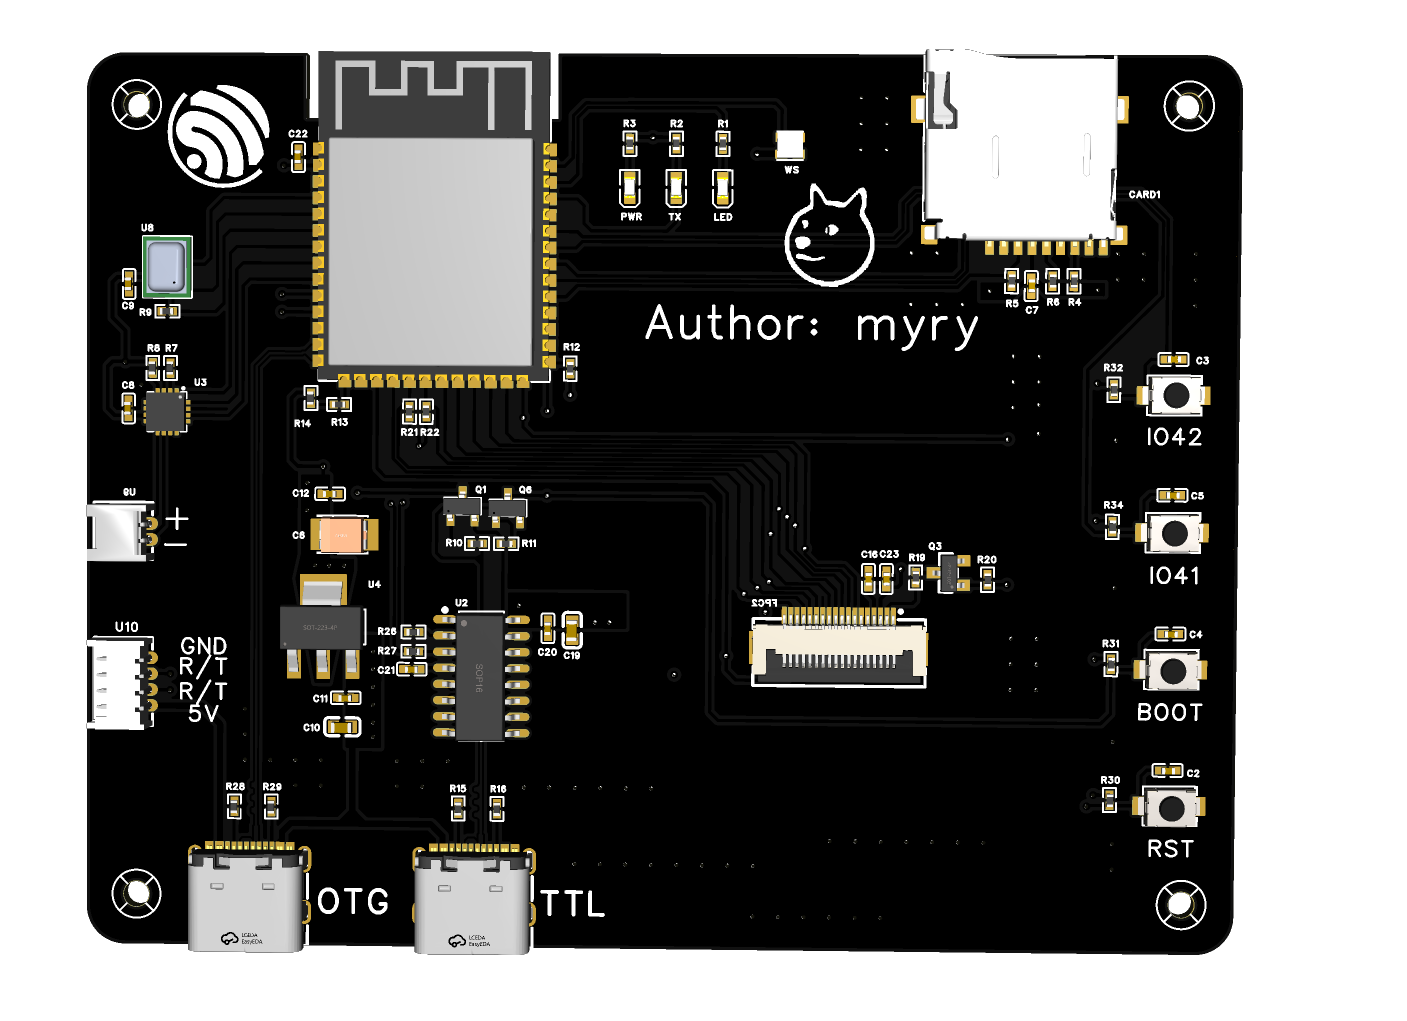 C22
R3
R2
R1
WS
PWR
TX
LED
CARD1
U8
C9
R9
R5
C7
R6
R4
Author: myry
R8
R7
U3
C8
R12
R14
R13
R21
R22
C3
R32
IO42
C12
Q1
Q6
U9
+
-
C6
R10
R11
C5
R34
IO41
U4
C16
C23
R19
Q3
R20
FPC2
U2
U10
GND
R/T
R/T
5V
SOT-223-4P
R26
R27
C21
SOP16
C20
C19
C11
C10
C4
R31
BOOT
R28
R29
R15
R16
C2
R30
RST
OTG
TTL
LCEDA
EasyEDA
LCEDA
EasyEDA